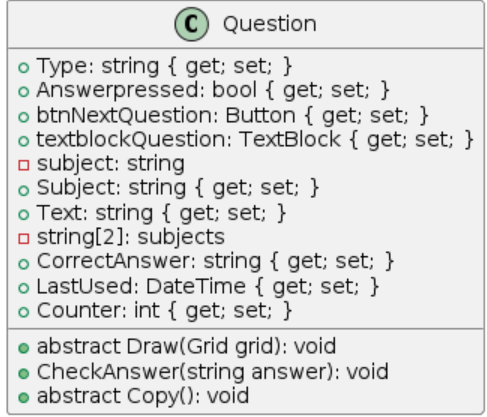 C Question
Type: string { get; set; }
Answerpressed: bool { get; set; }
btnNextQuestion: Button { get; set; }
textblockQuestion: TextBlock { get; set; }
subject: string
Subject: string { get; set; }
Text: string { get; set; }
string[2]: subjects
CorrectAnswer: string { get; set; }
LastUsed: DateTime { get; set; }
Counter: int { get; set; }
abstract Draw(Grid grid): void
CheckAnswer(string answer): void
abstract Copy(): void